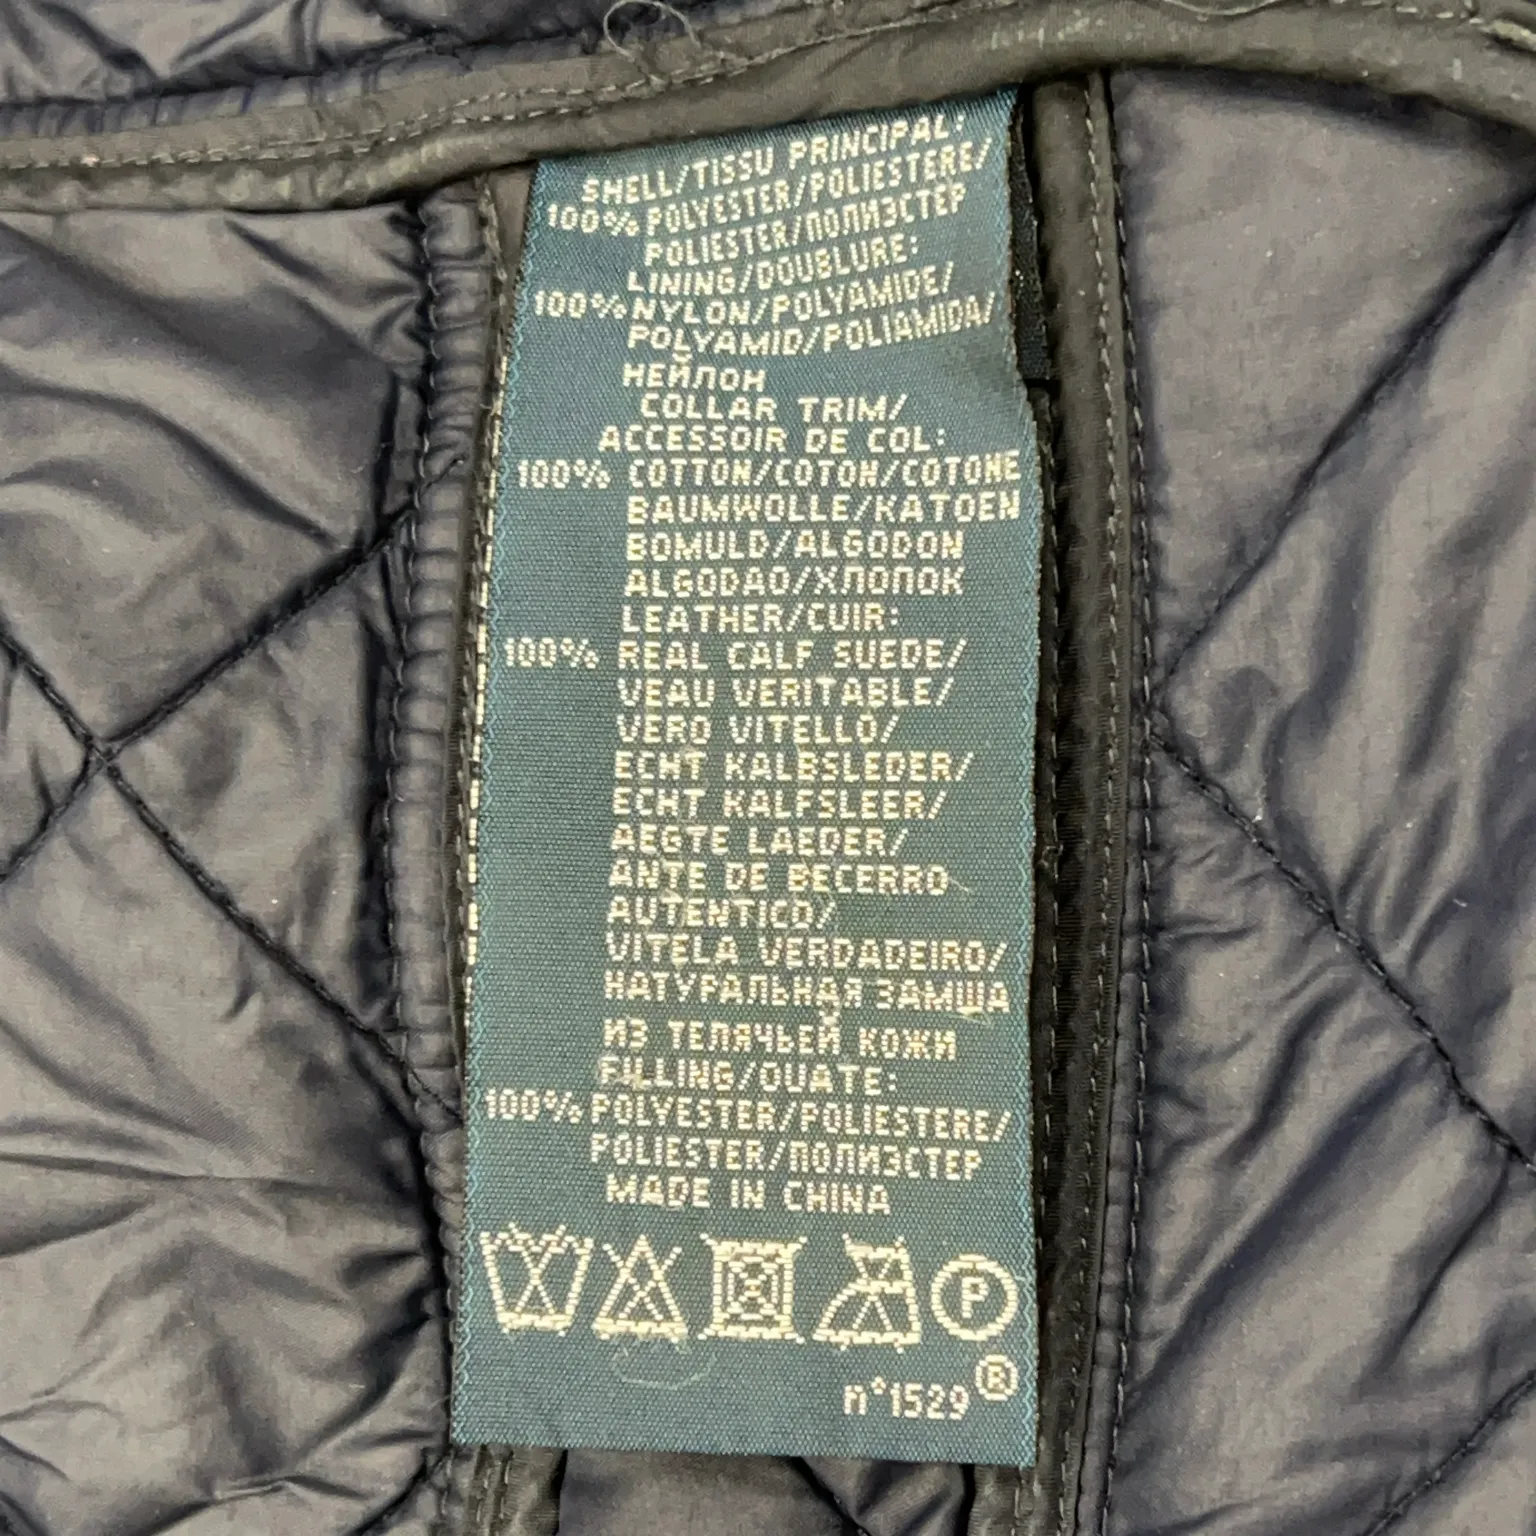 SHELL/TISSU PRINCIPAL:
100% POLYESTER/POLIESTERE/
POLIESTER/ПОЛИЭСТЕР
LINING/DOUBLURE:
100% NYLON/POLYAMIDE/
POLYAMID/POLIAMIDA/
НЕЙЛОН
COLLAR TRIM/
ACCESSOIR DE COL:
100% COTTON/COTON/COTONE
BAUMWOLLE/KATOEN
BOMULD/ALGODON
ALGODAO/ХЛОПОК
LEATHER/CUIR:
100% REAL CALF SUEDE/
VEAU VERITABLE/
VERO VITELLO/
ECHT KALBSLEDER/
ECHT KALFSLEER/
AEGTE LAEDER/
ANTE DE BECERRO
AUTENTICO/
VITELA VERDADEIRO/
НАТУРАЛЬНАЯ ЗАМША
ИЗ ТЕЛЯЧЬЕЙ КОЖИ
FILLING/OUATE:
100% POLYESTER/POLIESTERE/
POLIESTER/ПОЛИЭСТЕР
MADE IN CHINA
P
n°1529 ®